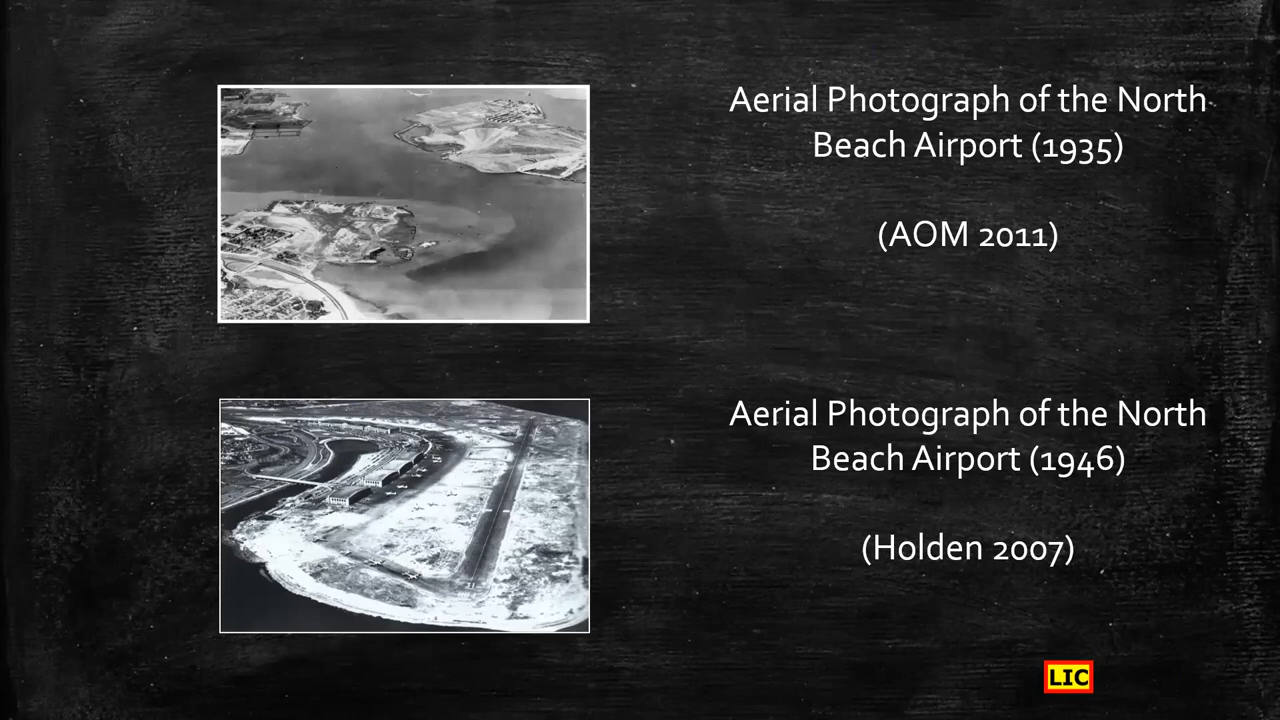 Aerial Photograph of the North
Beach Airport (1935)
(AOM 2011)
Aerial Photograph of the North
Beach Airport (1946)
(Holden 2007)
LIC